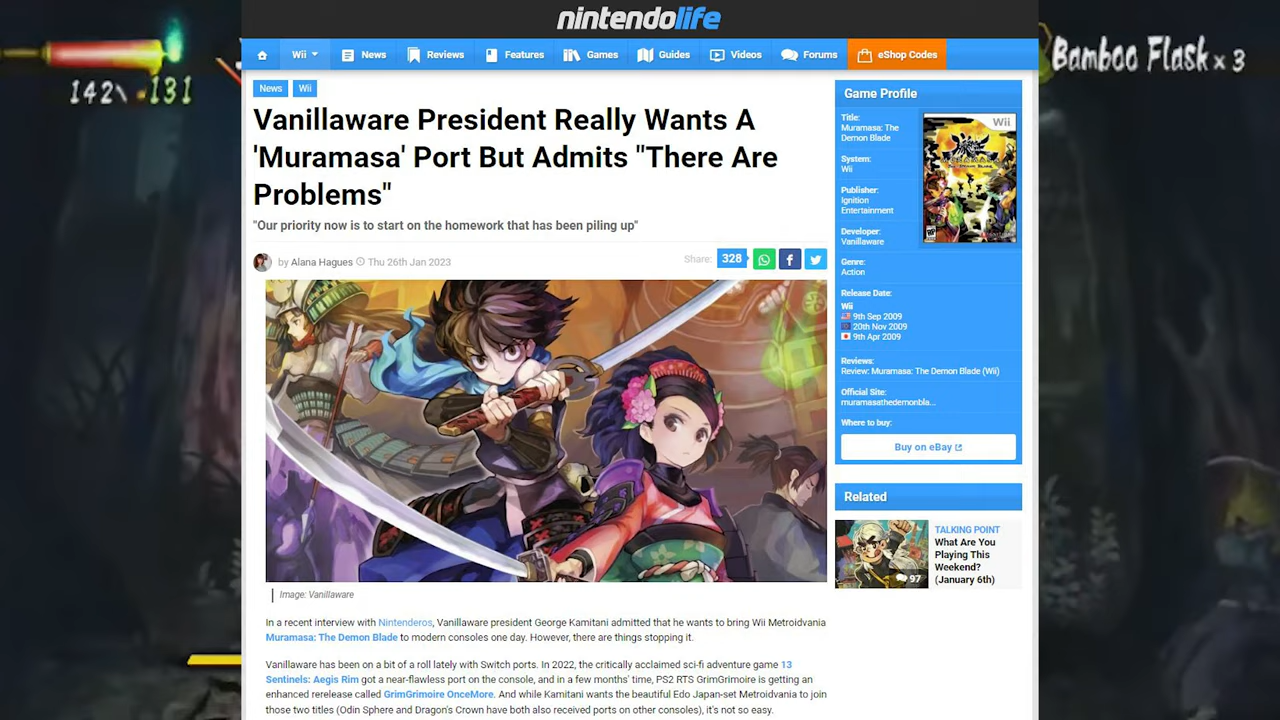 nintendolife
Wii News Reviews Features Games Guides Videos Forums eShop Codes
142 131
Bamboo Flask x 3
News Wii
Vanillaware President Really Wants A
'Muramasa' Port But Admits "There Are
Problems"
"Our priority now is to start on the homework that has been piling up"
by Alana Hagues Thu 26th Jan 2023
Share: 328
Image: Vanillaware
In a recent interview with Nintenderos, Vanillaware president George Kamitani admitted that he wants to bring Wii Metroidvania
Muramasa: The Demon Blade to modern consoles one day. However, there are things stopping it.
Vanillaware has been on a bit of a roll lately with Switch ports. In 2022, the critically acclaimed sci-fi adventure game 13
Sentinels: Aegis Rim got a near-flawless port on the console, and in a few months' time, PS2 RTS GrimGrimoire is getting an
enhanced rerelease called GrimGrimoire OnceMore. And while Kamitani wants the beautiful Edo Japan-set Metroidvania to join
those two titles (Odin Sphere and Dragon's Crown have both also received ports on other consoles), it's not so easy.
Game Profile
Title:
Muramasa: The
Demon Blade
System:
Wii
Publisher:
Ignition
Entertainment
Developer:
Vanillaware
Genre:
Action
Release Date:
Wii
9th Sep 2009
20th Nov 2009
9th Apr 2009
Reviews:
Review: Muramasa: The Demon Blade (Wii)
Official Site:
muramasathedemonbla...
Where to buy:
Buy on eBay
Wii
Related
TALKING POINT
What Are You
Playing This
Weekend?
(January 6th)
97